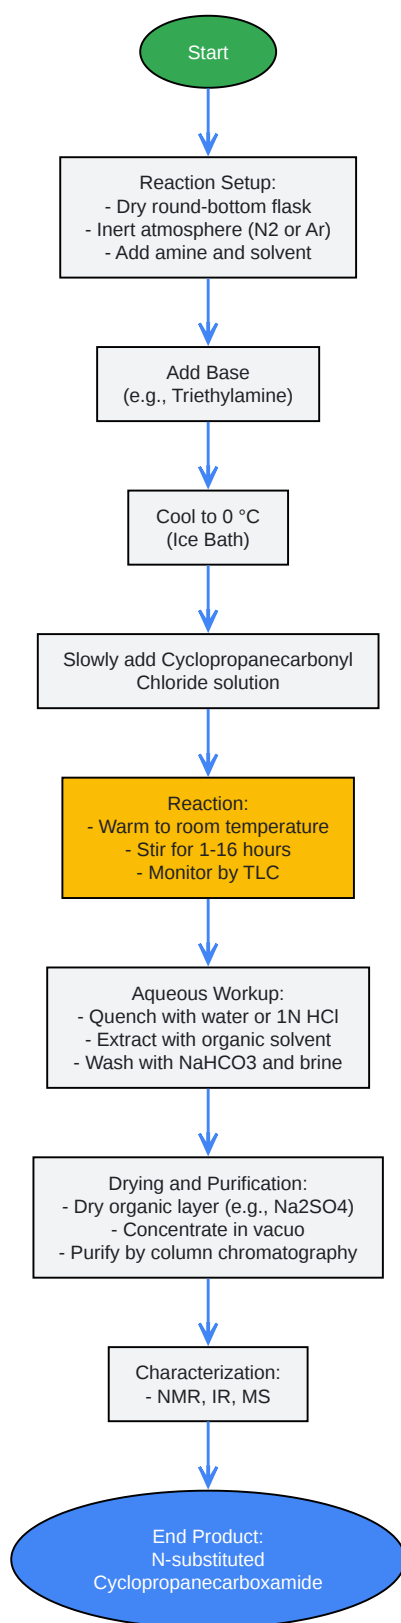 Start
Reaction Setup:
- Dry round-bottom flask
- Inert atmosphere (N2 or Ar)
- Add amine and solvent
Add Base
(e.g., Triethylamine)
Cool to 0 °C
(Ice Bath)
Slowly add Cyclopropanecarbonyl
Chloride solution
Reaction:
- Warm to room temperature
- Stir for 1-16 hours
- Monitor by TLC
Aqueous Workup:
- Quench with water or 1N HCl
- Extract with organic solvent
- Wash with NaHCO3 and brine
Drying and Purification:
- Dry organic layer (e.g., Na2SO4)
- Concentrate in vacuo
- Purify by column chromatography
Characterization:
- NMR, IR, MS
End Product:
N-substituted
Cyclopropanecarboxamide